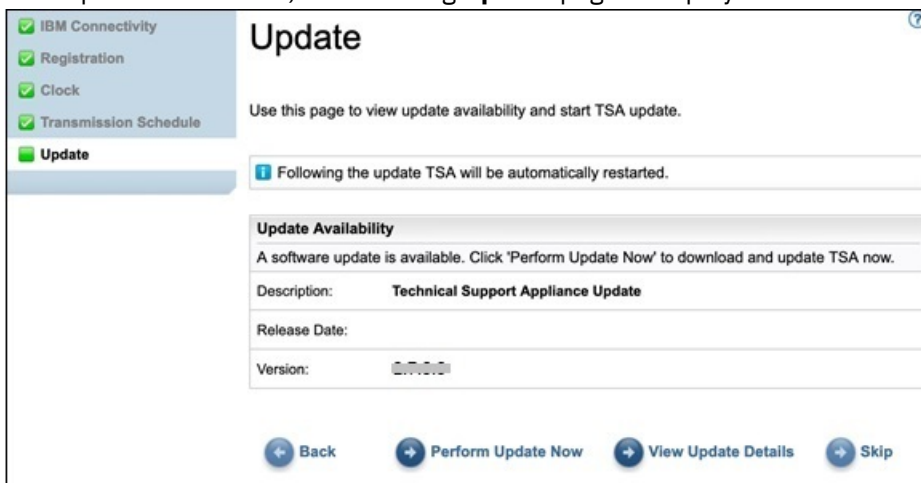 IBM Connectivity
Registration
Clock
Transmission Schedule
Update
Update
Use this page to view update availability and start TSA update.
Following the update TSA will be automatically restarted.
Update Availability
A software update is available. Click 'Perform Update Now' to download and update TSA now.
Description: Technical Support Appliance Update
Release Date:
Version:
Back Perform Update Now View Update Details Skip